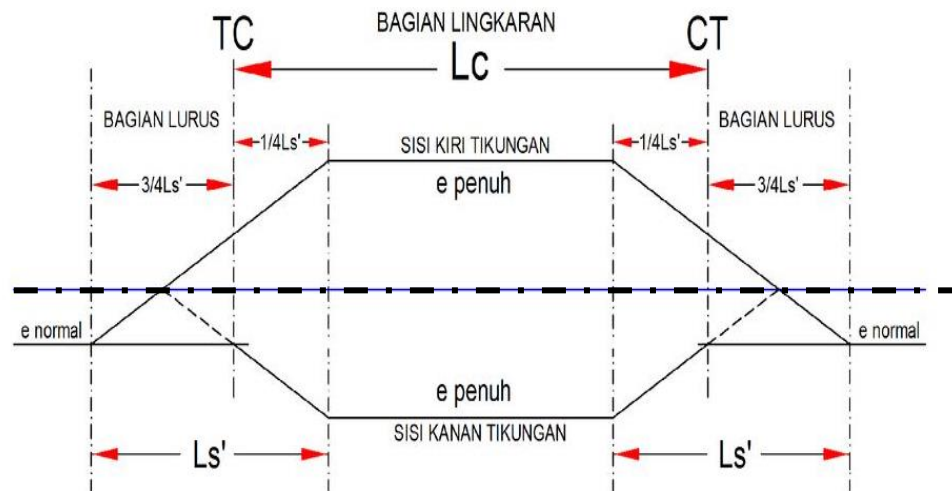 BAGIAN LINGKARAN
TC
CT
Lc
BAGIAN LURUS
BAGIAN LURUS
1/4Ls'
1/4Ls'
SISI KIRI TIKUNGAN
3/4Ls'
3/4Ls'
e penuh
e normal
e normal
e penuh
SISI KANAN TIKUNGAN
Ls'
Ls'